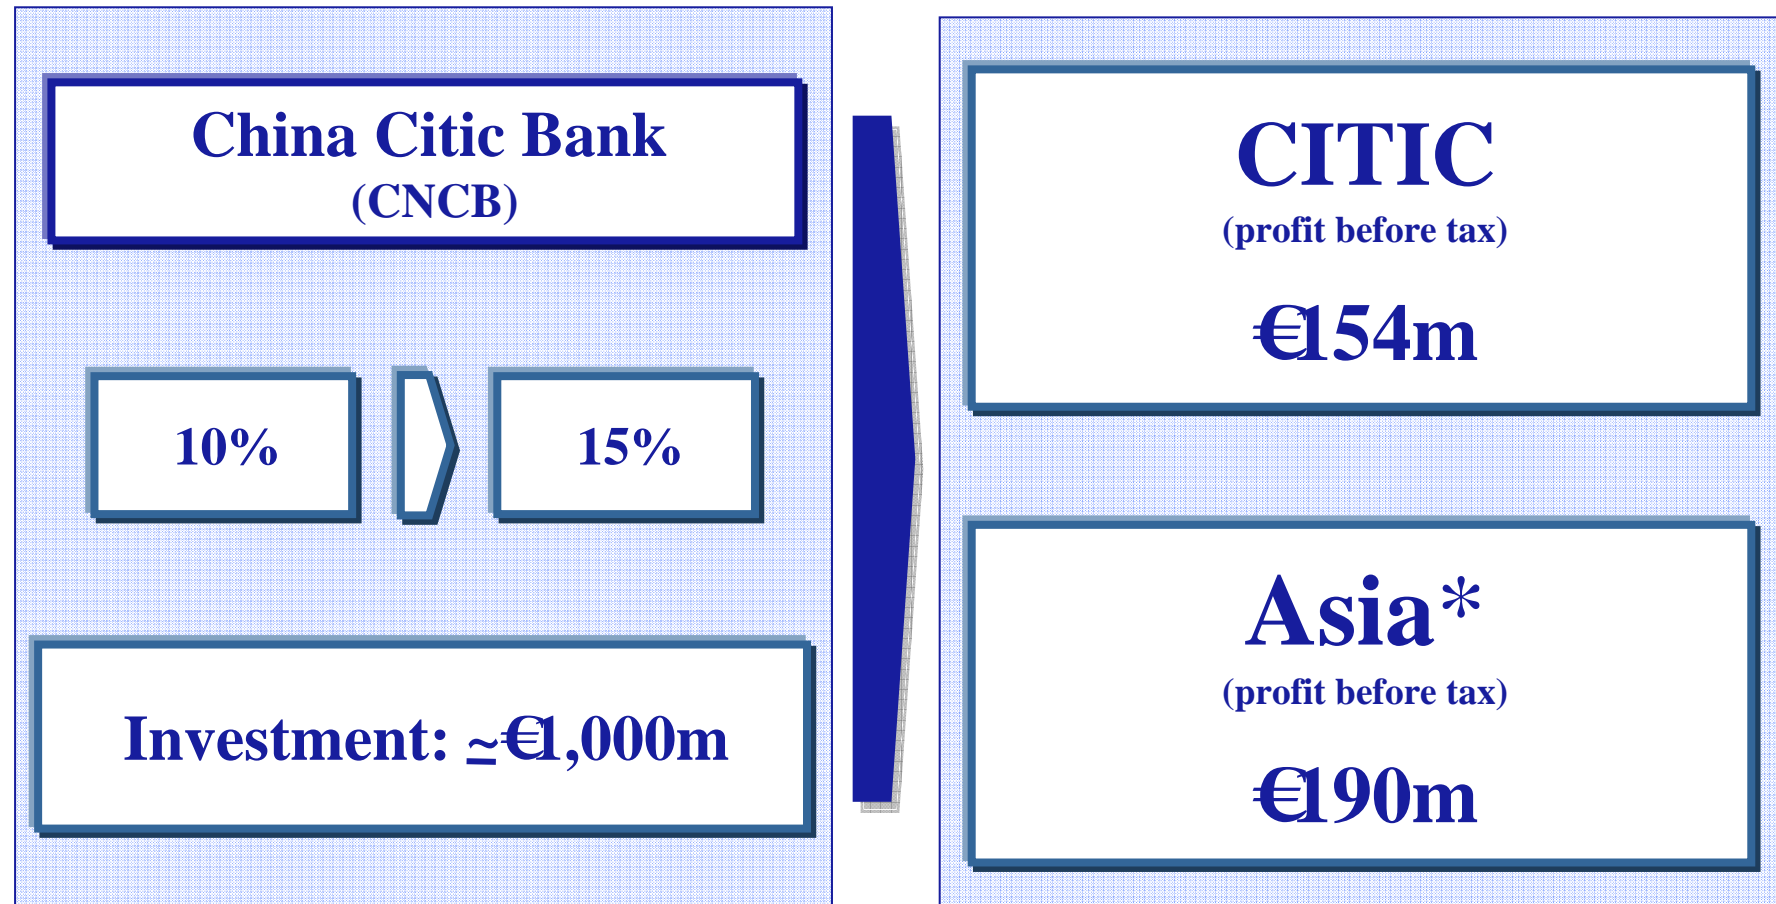 China Citic Bank
(CNCB)
10%
15%
Investment: ≃€1,000m
CITIC
(profit before tax)
€154m
Asia*
(profit before tax)
€190m